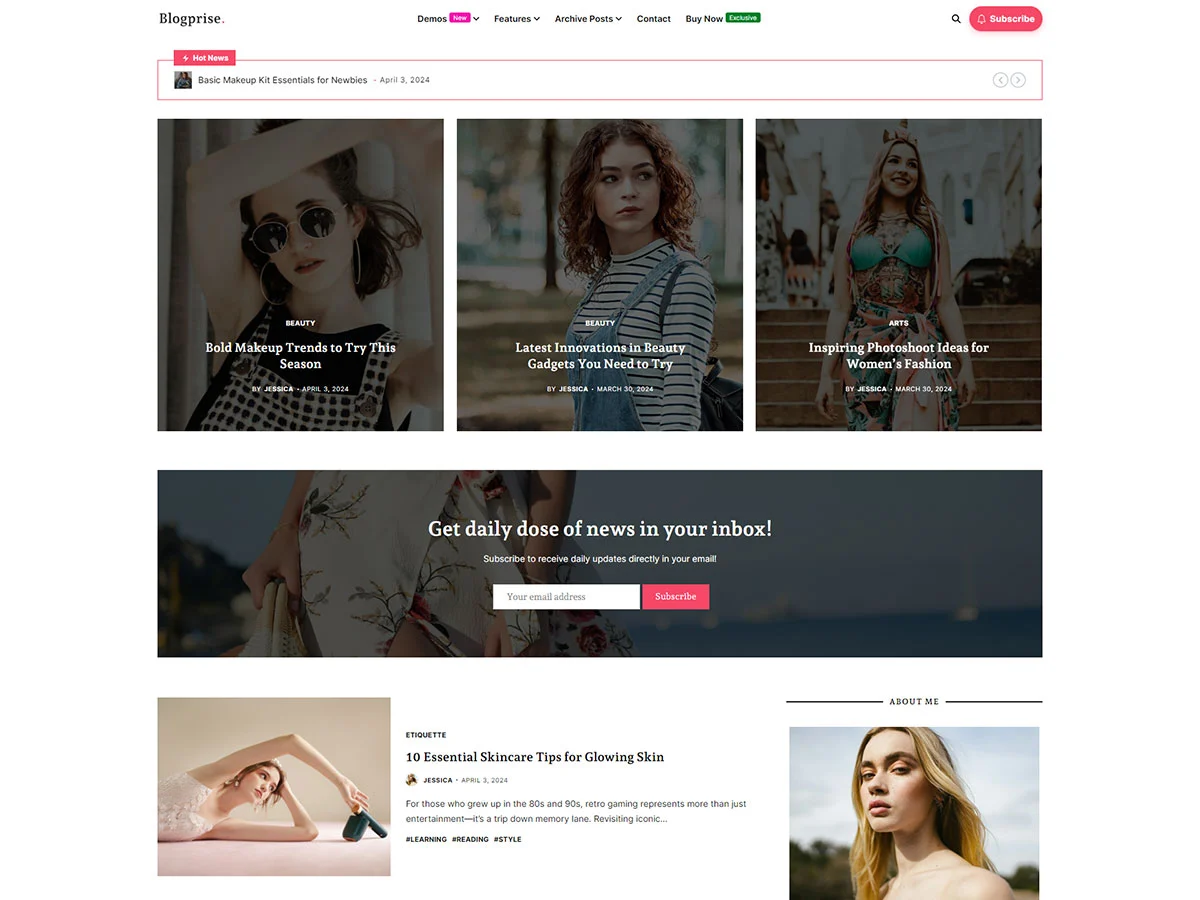 Blogprise.
Demos New
Features
Archive Posts
Contact
Buy Now Exclusive
Subscribe
Hot News
Basic Makeup Kit Essentials for Newbies - April 3, 2024
BEAUTY
Bold Makeup Trends to Try This
Season
BY JESSICA • APRIL 3, 2024
BEAUTY
Latest Innovations in Beauty
Gadgets You Need to Try
BY JESSICA • MARCH 30, 2024
ARTS
Inspiring Photoshoot Ideas for
Women's Fashion
BY JESSICA • MARCH 30, 2024
Get daily dose of news in your inbox!
Subscribe to receive daily updates directly in your email!
Your email address
Subscribe
ETIQUETTE
10 Essential Skincare Tips for Glowing Skin
JESSICA • APRIL 3, 2024
For those who grew up in the 80s and 90s, retro gaming represents more than just
entertainment—it's a trip down memory lane. Revisiting iconic...
#LEARNING #READING #STYLE
ABOUT ME